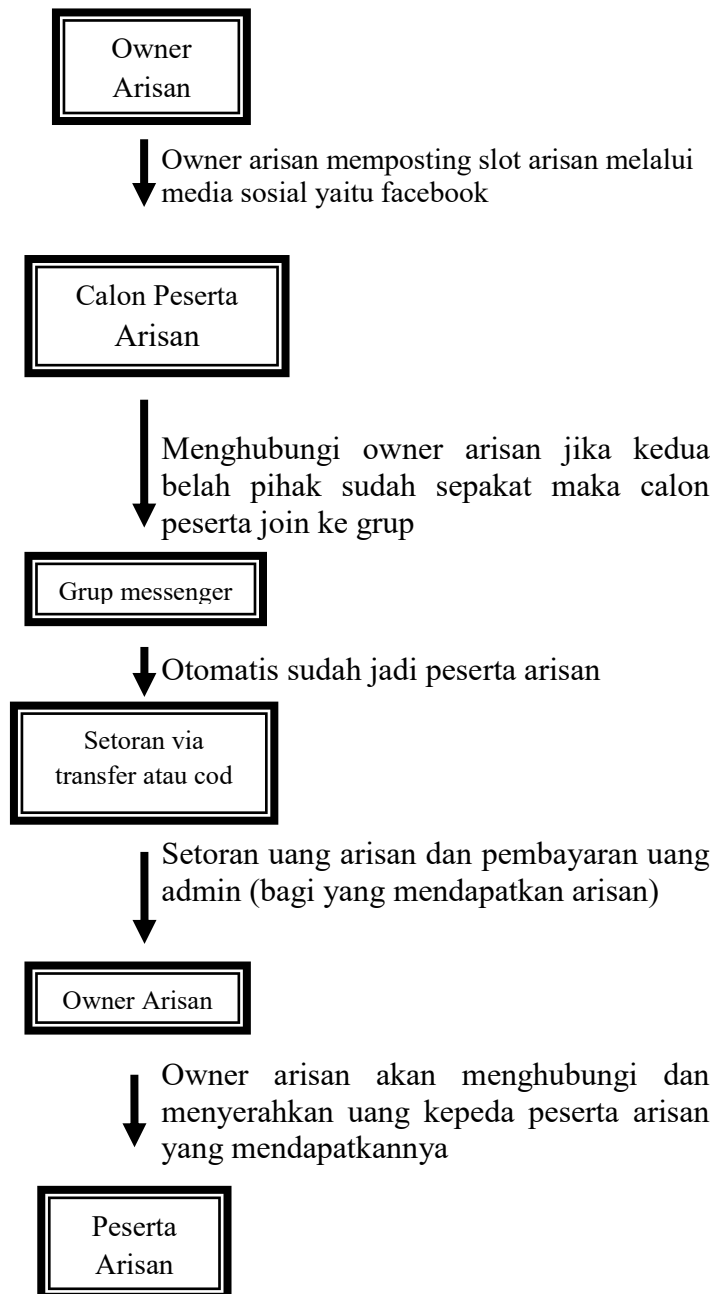 Owner
Arisan
Owner arisan memposting slot arisan melalui
media sosial yaitu facebook
Calon Peserta
Arisan
Menghubungi owner arisan jika kedua
belah pihak sudah sepakat maka calon
peserta join ke grup
Grup messenger
Otomatis sudah jadi peserta arisan
Setoran via
transfer atau cod
Setoran uang arisan dan pembayaran uang
admin (bagi yang mendapatkan arisan)
Owner Arisan
Owner arisan akan menghubungi dan
menyerahkan uang kepeda peserta arisan
yang mendapatkannya
Peserta
Arisan